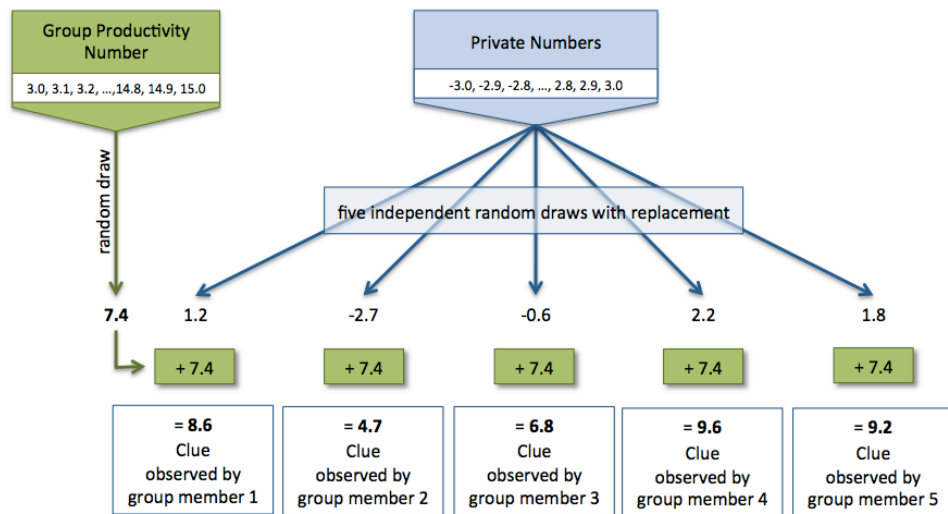 Group Productivity
Number
3.0, 3.1, 3.2, ...,14.8, 14.9, 15.0
Private Numbers
-3.0, -2.9, -2.8, ..., 2.8, 2.9, 3.0
random draw
five independent random draws with replacement
7.4
1.2
-2.7
-0.6
2.2
1.8
+ 7.4
+ 7.4
+ 7.4
+ 7.4
+ 7.4
= 8.6
Clue
observed by
group member 1
= 4.7
Clue
observed by
group member 2
= 6.8
Clue
observed by
group member 3
= 9.6
Clue
observed by
group member 4
= 9.2
Clue
observed by
group member 5